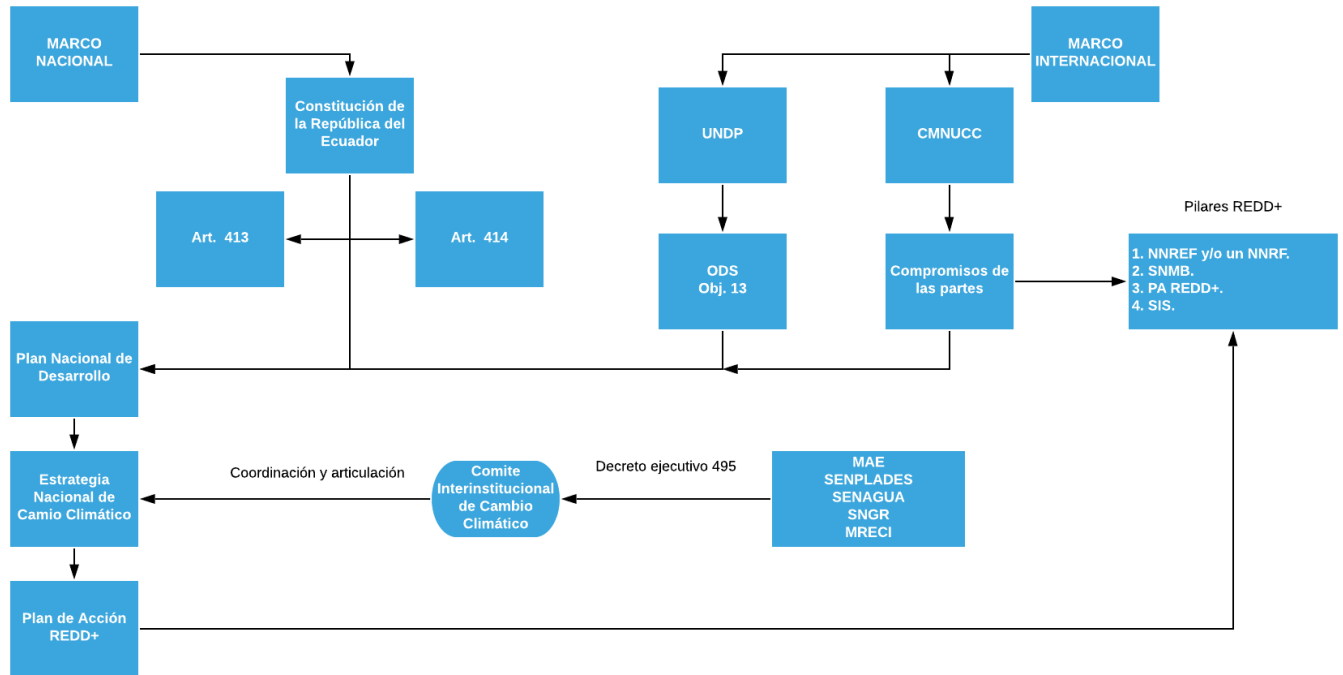 MARCO
NACIONAL
MARCO
INTERNACIONAL
Constitución de
la República del
Ecuador
UNDP
CMNUCC
Art. 413
Art. 414
Pilares REDD+
ODS
Obj. 13
Compromisos de
las partes
1. NNREF y/o un NNRF.
2. SNMB.
3. PA REDD+.
4. SIS.
Plan Nacional de
Desarrollo
Estrategia
Nacional de
Camio Climático
Coordinación y articulación
Comite
Interinstitucional
de Cambio
Climático
Decreto ejecutivo 495
MAE
SENPLADES
SENAGUA
SNGR
MRECI
Plan de Acción
REDD+